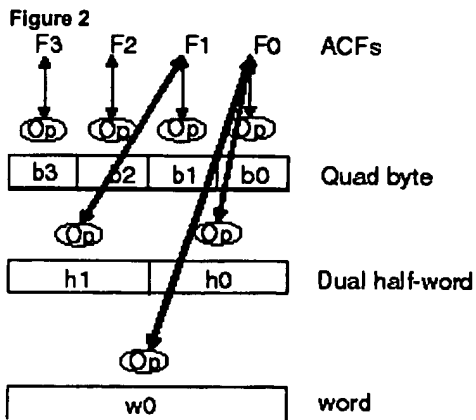 Figure 2
F3 F2 F1 F0 ACFs
Op Op Op Op
b3 b2 b1 b0 Quad byte
Op Op
h1 h0 Dual half-word
Op
w0 word